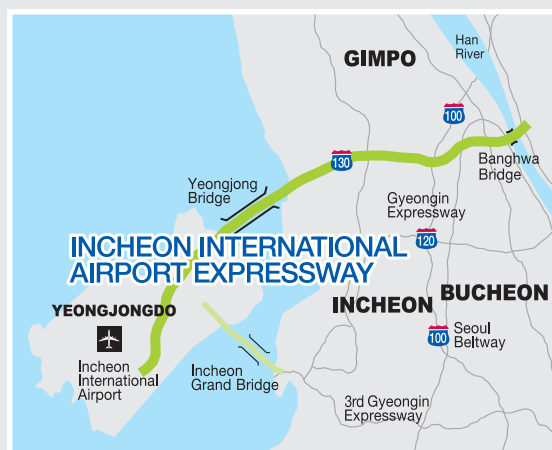 Han
River
GIMPO
100
130
Banghwa
Bridge
Yeongjong
Bridge
Gyeongin
Expressway
120
INCHEON INTERNATIONAL
AIRPORT EXPRESSWAY
YEONGJONGDO
INCHEON
BUCHEON
100
Seoul
Beltway
Incheon
International
Airport
Incheon
Grand Bridge
3rd Gyeongin
Expressway